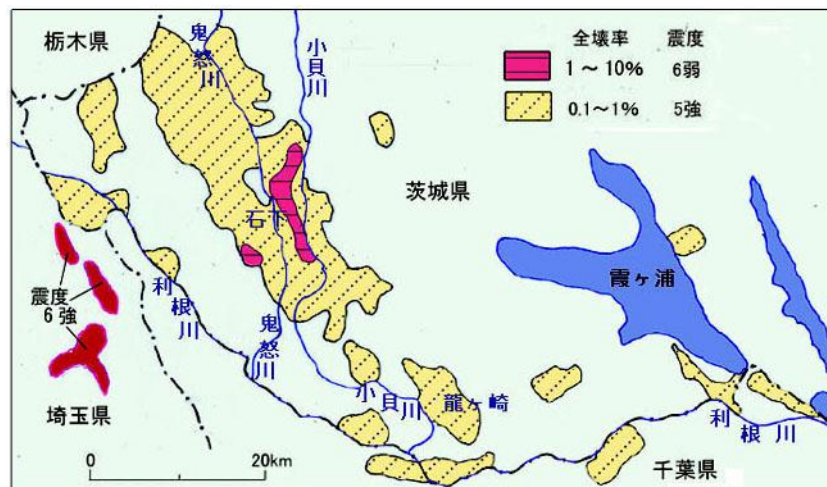 栃木県
鬼怒川
小貝川
全壊率 震度
1~10% 6弱
0.1~1% 5強
茨城県
石下
霞ヶ浦
震度
6強
利根川
鬼怒川
小貝川
龍ヶ崎
利根川
埼玉県
千葉県
0 20km